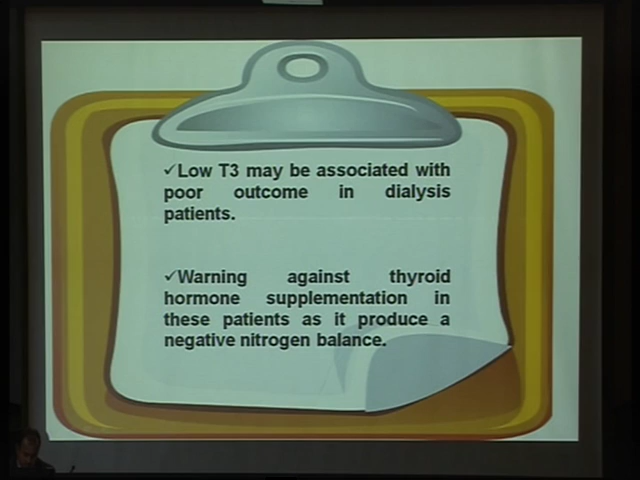 ✓Low T3 may be associated with
poor outcome in dialysis
patients.
✓Warning against thyroid
hormone supplementation in
these patients as it produce a
negative nitrogen balance.